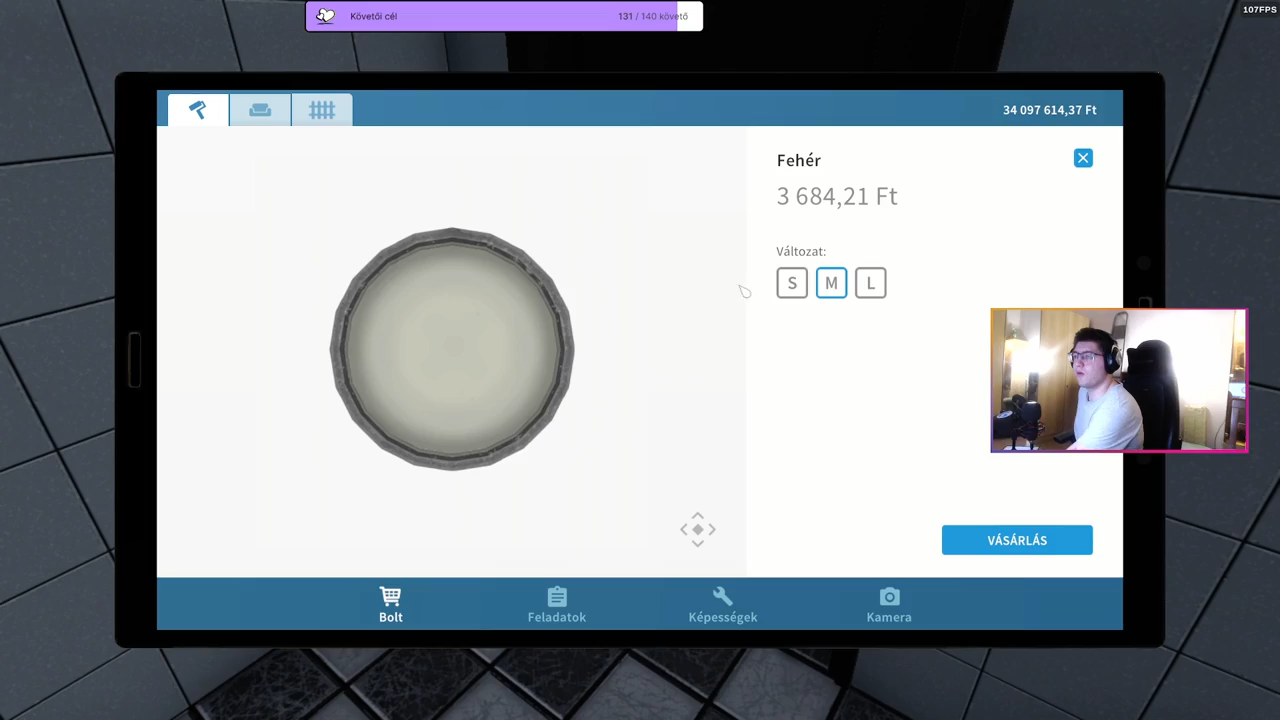 Követői cél 131 / 140 követő
107FPS
34 097 614,37 Ft
Fehér
3 684,21 Ft
Változat:
S M L
VÁSÁRLÁS
Bolt Feladatok Képességek Kamera